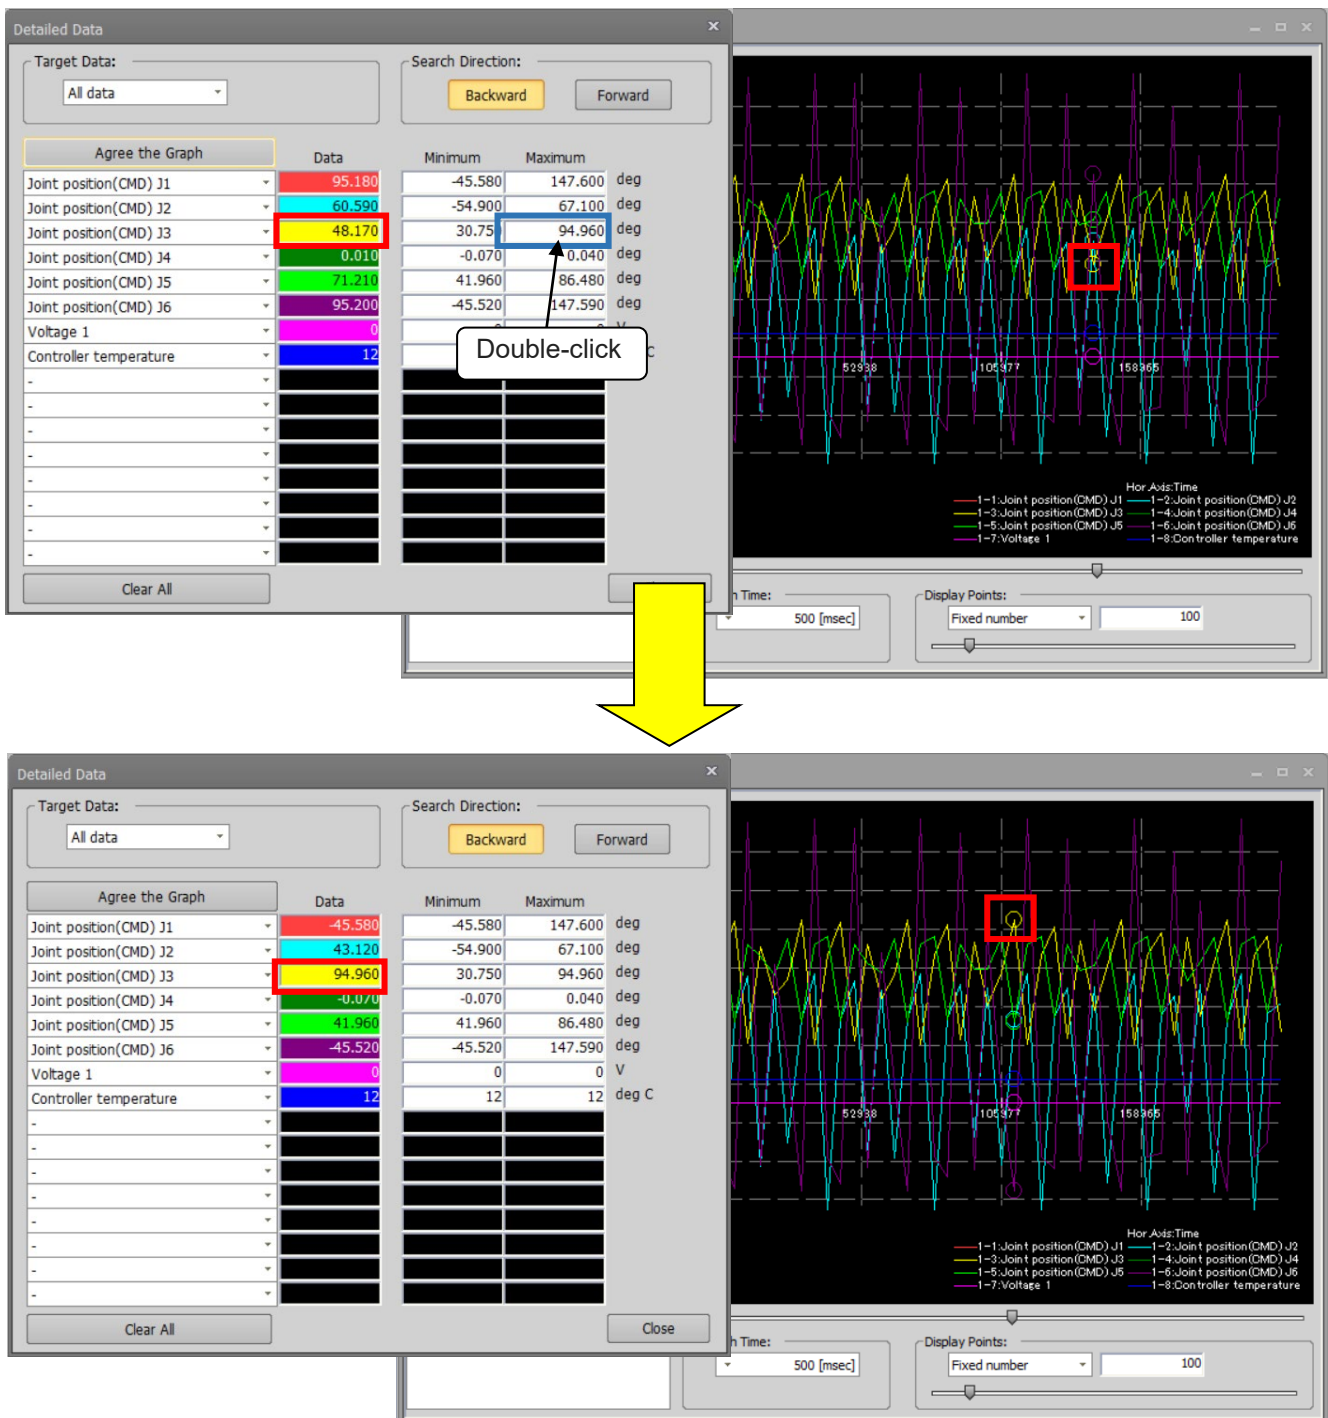 Detailed Data
Target Data:
All data
Search Direction:
Backward
Forward
Agree the Graph
Data
Minimum
Maximum
Joint position(CMD) J1
95.180
-45.580
147.600
deg
Joint position(CMD) J2
60.590
-54.900
67.100
deg
Joint position(CMD) J3
48.170
30.750
94.960
deg
Joint position(CMD) J4
0.010
-0.070
0.040
deg
Joint position(CMD) J5
71.210
41.960
86.480
deg
Joint position(CMD) J6
95.200
-45.520
147.590
deg
Voltage 1
0
Controller temperature
12
C
Double-click
-
-
-
-
-
-
-
-
Clear All
52988
105977
158965
Hor.Axis:Time
1-1:Joint position(CMD) J1
1-2:Joint position(CMD) J2
1-3:Joint position(CMD) J3
1-4:Joint position(CMD) J4
1-5:Joint position(CMD) J5
1-6:Joint position(CMD) J6
1-7:Voltage 1
1-8:Controller temperature
h Time:
500 [msec]
Display Points:
Fixed number
100
Detailed Data
Target Data:
All data
Search Direction:
Backward
Forward
Agree the Graph
Data
Minimum
Maximum
Joint position(CMD) J1
-45.580
-45.580
147.600
deg
Joint position(CMD) J2
43.120
-54.900
67.100
deg
Joint position(CMD) J3
94.960
30.750
94.960
deg
Joint position(CMD) J4
-0.070
-0.070
0.040
deg
Joint position(CMD) J5
41.960
41.960
86.480
deg
Joint position(CMD) J6
-45.520
-45.520
147.590
deg
Voltage 1
0
0
0
V
Controller temperature
12
12
12
deg C
-
-
-
-
-
-
-
-
Clear All
Close
52988
105977
158965
Hor.Axis:Time
1-1:Joint position(CMD) J1
1-2:Joint position(CMD) J2
1-3:Joint position(CMD) J3
1-4:Joint position(CMD) J4
1-5:Joint position(CMD) J5
1-6:Joint position(CMD) J6
1-7:Voltage 1
1-8:Controller temperature
h Time:
500 [msec]
Display Points:
Fixed number
100